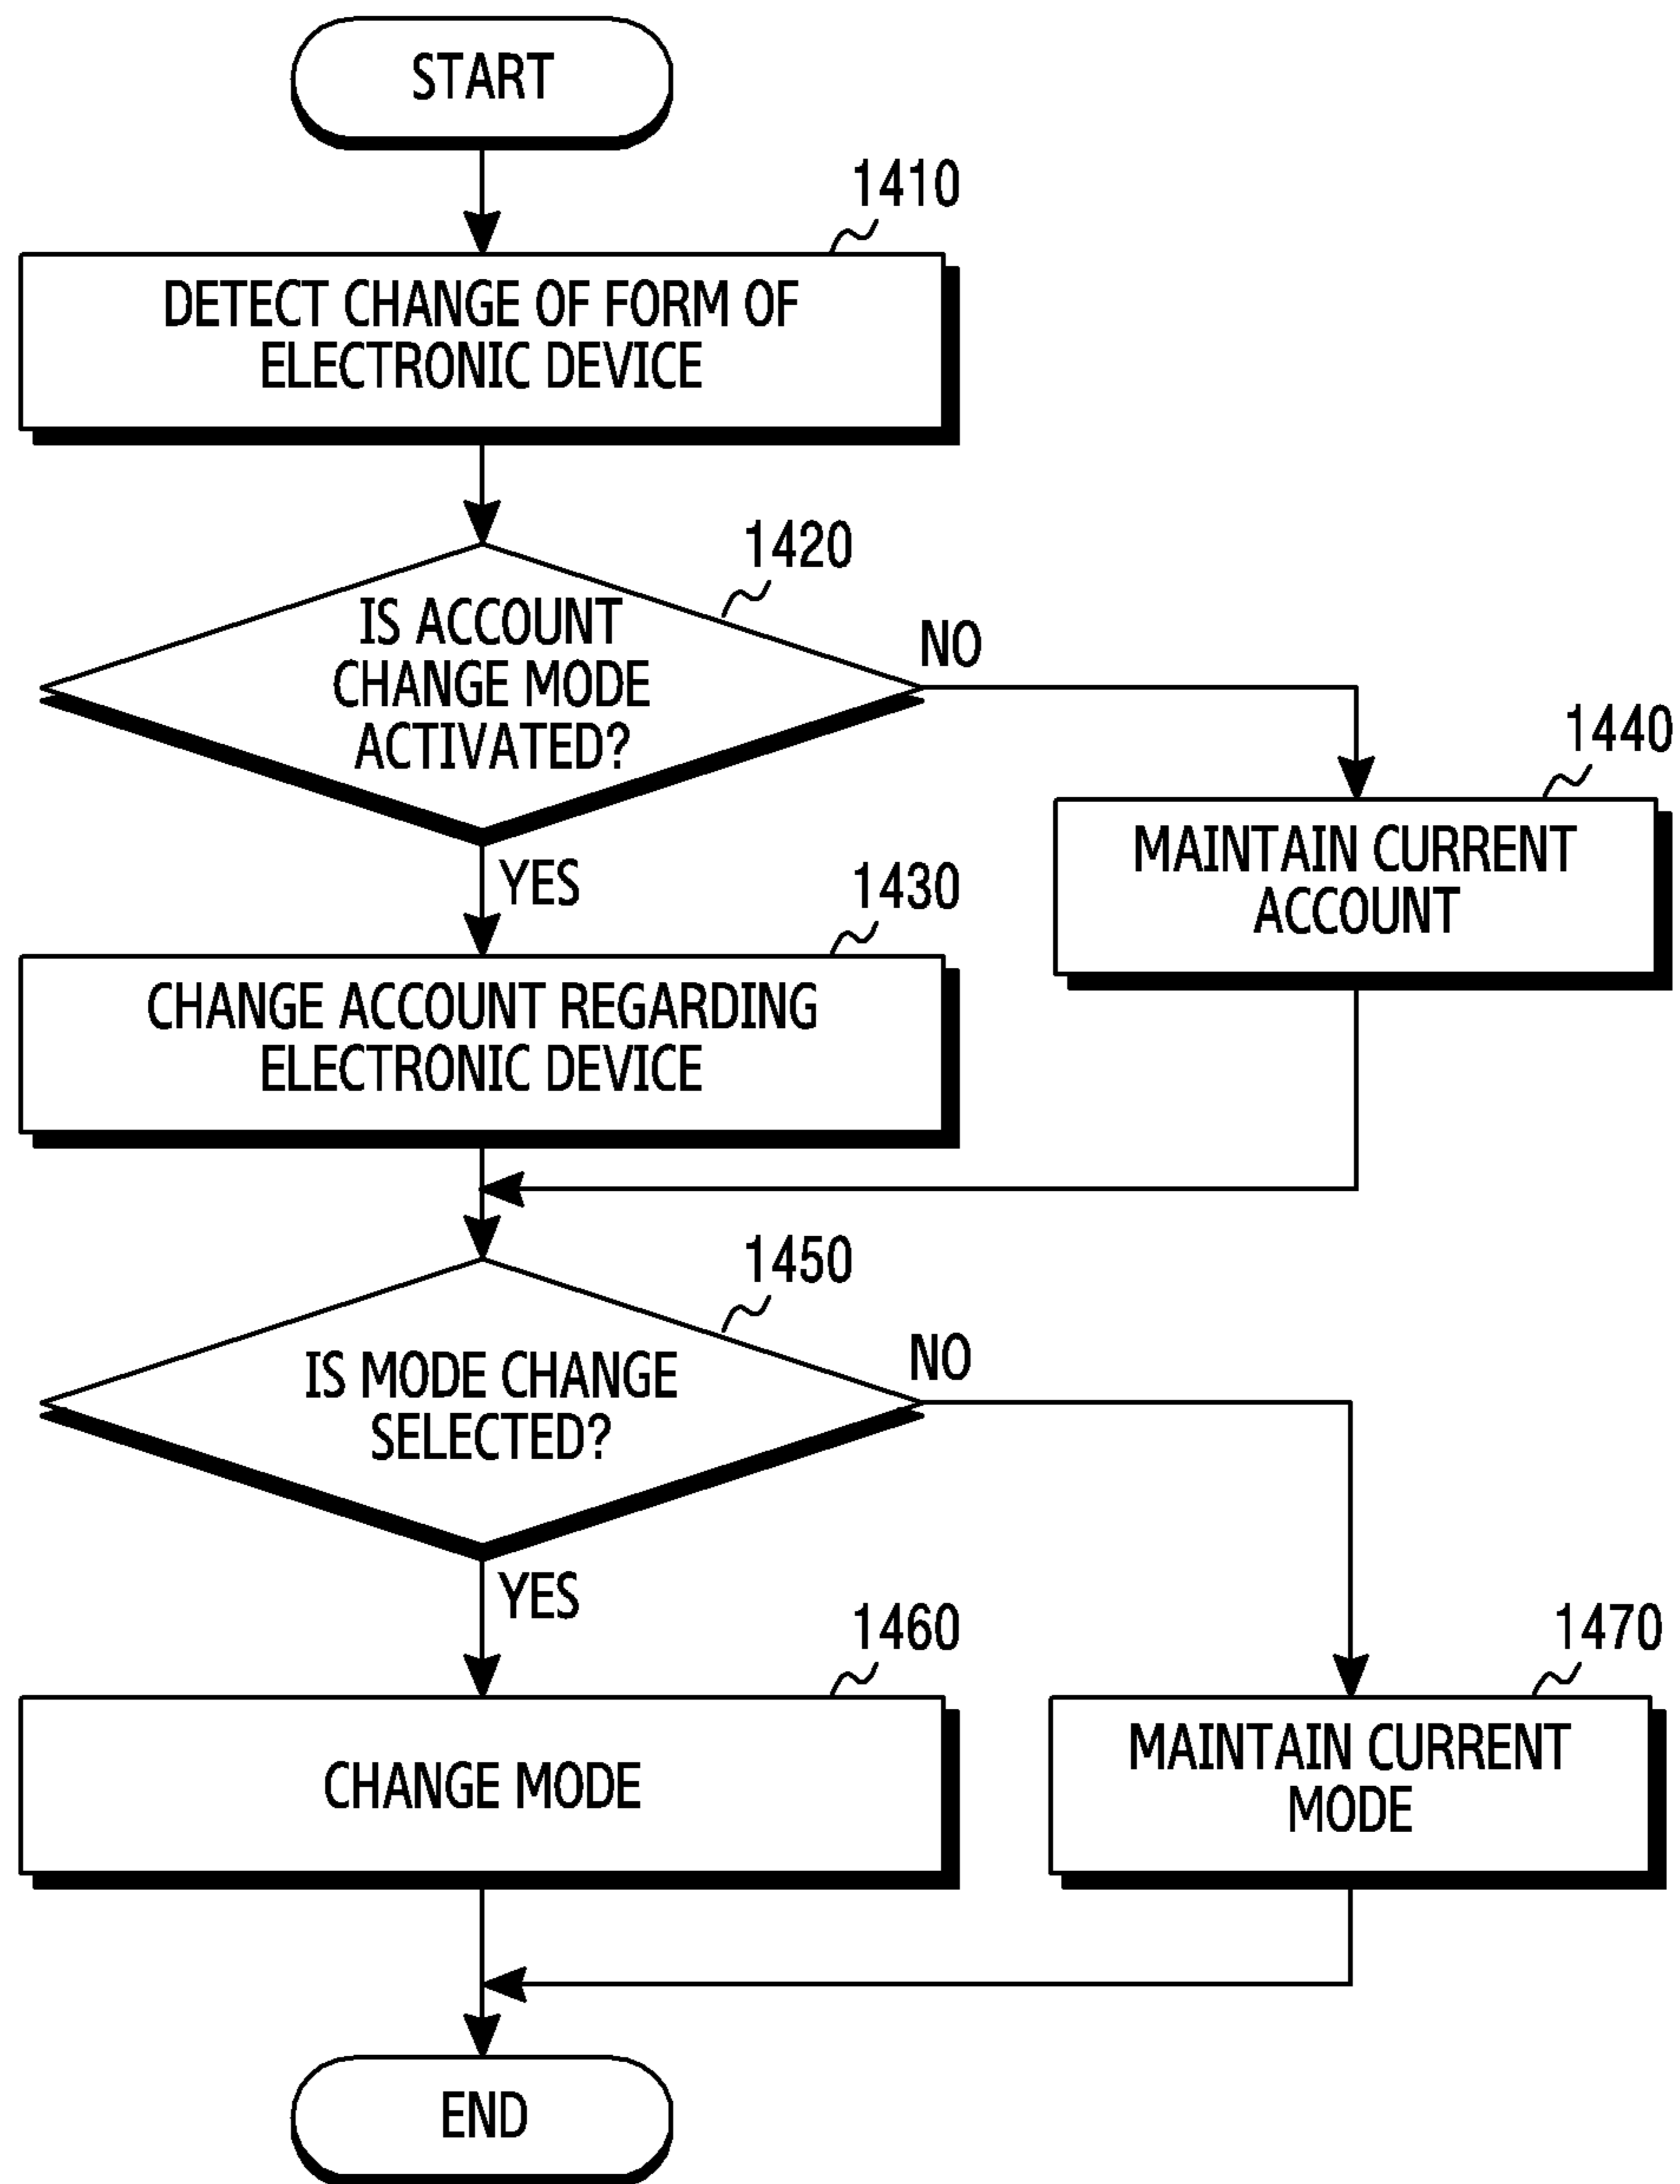 START
1410
DETECT CHANGE OF FORM OF
ELECTRONIC DEVICE
1420
IS ACCOUNT
CHANGE MODE
ACTIVATED?
NO
1440
MAINTAIN CURRENT
ACCOUNT
YES
1430
CHANGE ACCOUNT REGARDING
ELECTRONIC DEVICE
1450
IS MODE CHANGE
SELECTED?
NO
YES
1460
CHANGE MODE
1470
MAINTAIN CURRENT
MODE
END